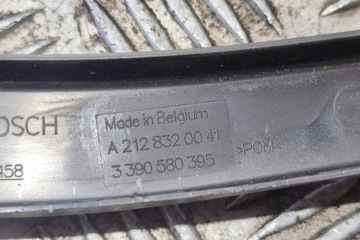 OSCH
458
Made in Belgium
A 212 832 00 41
3 390 580 395
>POM<